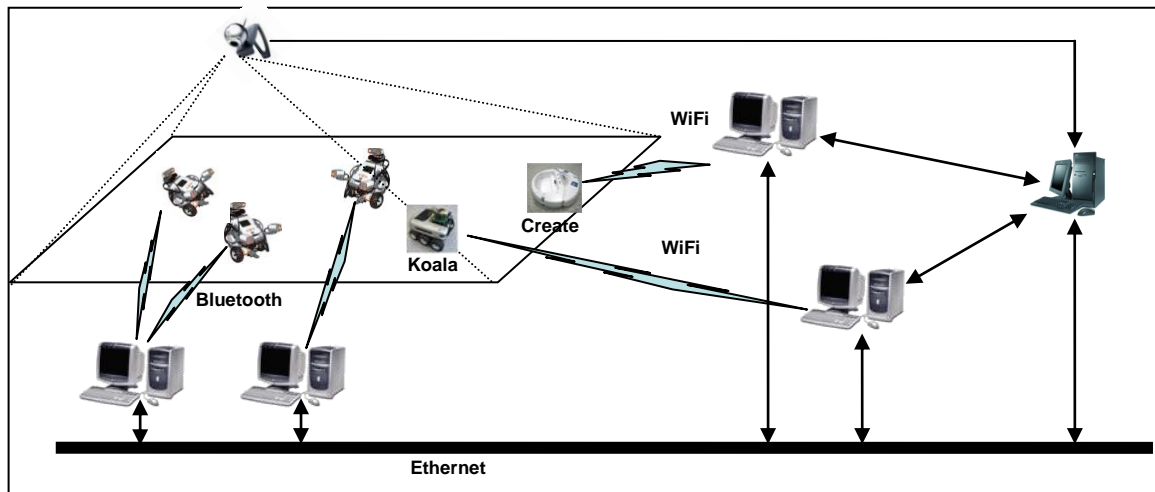 WiFi
Create
WiFi
Koala
Bluetooth
Ethernet